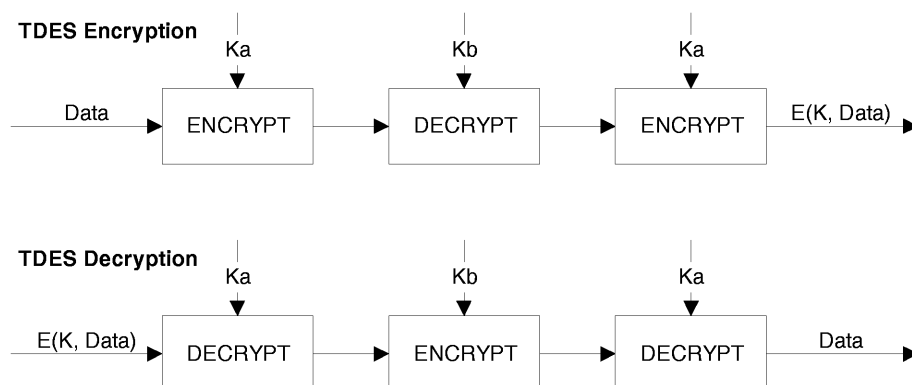 TDES Encryption
Ka Kb Ka
Data ENCRYPT DECRYPT ENCRYPT E(K, Data)
TDES Decryption
Ka Kb Ka
E(K, Data) DECRYPT ENCRYPT DECRYPT Data